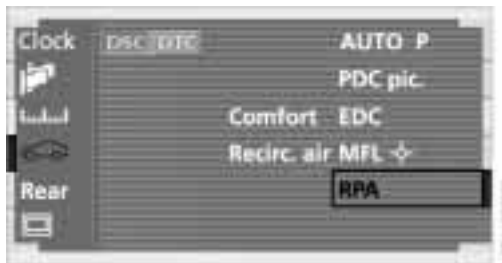 Clock DSC DTC AUTO P
PDC pic.
Comfort EDC
Recirc. air MFL
RPA
Rear